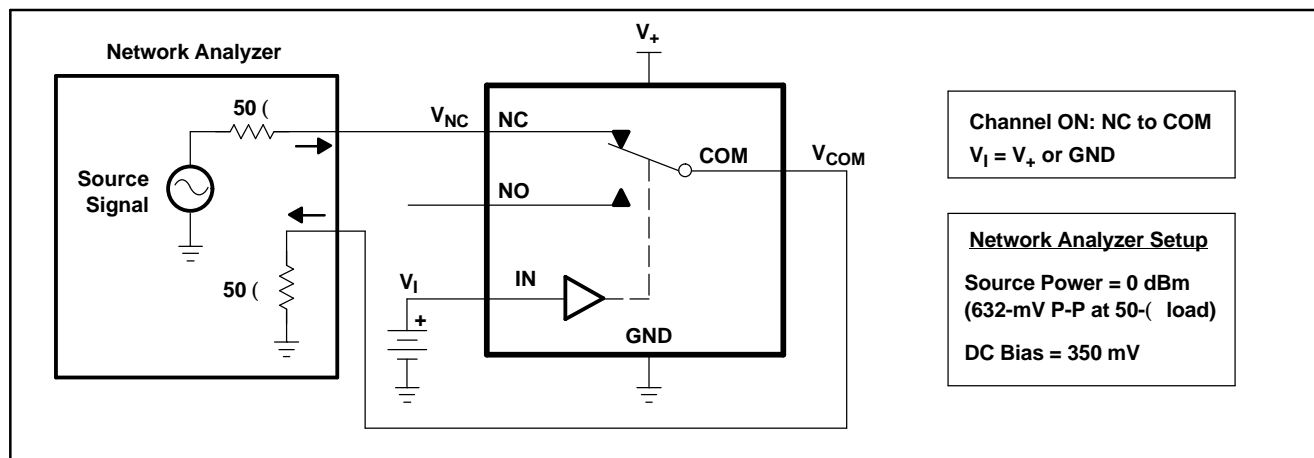 Network Analyzer
50 (
Source
Signal
50 (
V+
VNC
NC
NO
COM
VCOM
VI
IN
+
GND
Channel ON: NC to COM
VI = V+ or GND
Network Analyzer Setup
Source Power = 0 dBm
(632-mV P-P at 50-( load)
DC Bias = 350 mV